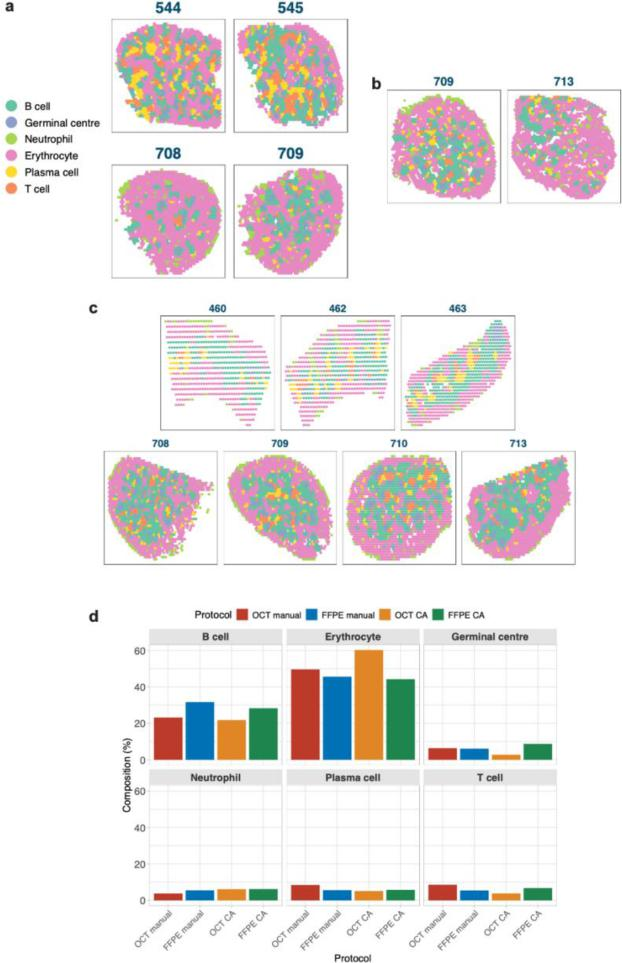 a
544 545
B cell
Germinal centre
Neutrophil
Erythrocyte
Plasma cell
T cell
708 709
b
709 713
c
460 462 463
708 709 710 713
d
Protocol OCT manual FFPE manual OCT CA FFPE CA
B cell Erythrocyte Germinal centre
60
40
20
0
Neutrophil Plasma cell T cell
60
40
20
0
Composition (%)
OCT manual FFPE manual OCT CA FFPE CA OCT manual FFPE manual OCT CA FFPE CA OCT manual FFPE manual OCT CA FFPE CA
Protocol